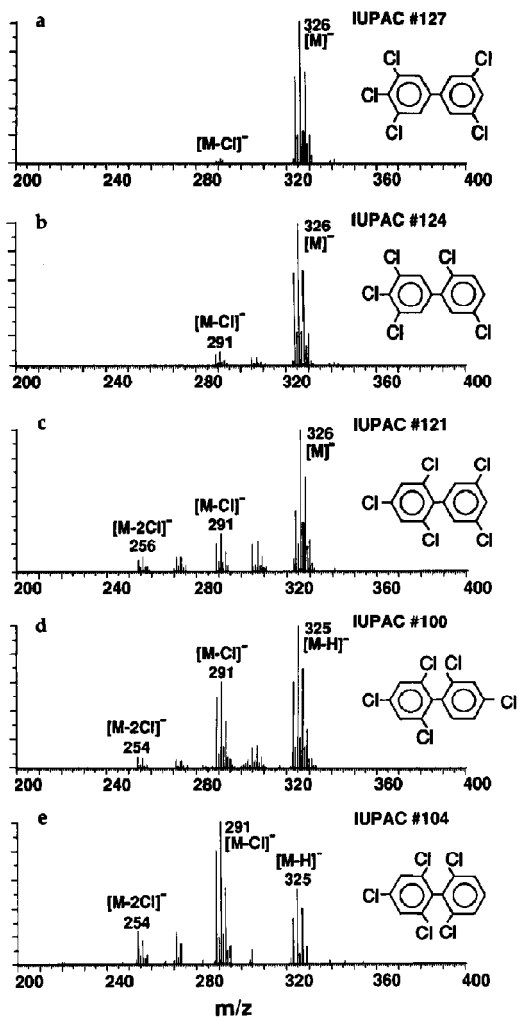 a
326
[M]⁻
IUPAC #127
[M-Cl]⁻
Cl
Cl
Cl
Cl
Cl
200 240 280 320 360 400
b
326
[M]⁻
IUPAC #124
[M-Cl]⁻
291
Cl
Cl
Cl
Cl
Cl
200 240 280 320 360 400
c
326
[M]⁻
IUPAC #121
[M-Cl]⁻
291
[M-2Cl]⁻
256
Cl
Cl
Cl
Cl
Cl
200 240 280 320 360 400
d
325
[M-H]⁻
IUPAC #100
[M-Cl]⁻
291
[M-2Cl]⁻
254
Cl
Cl
Cl
Cl
Cl
200 240 280 320 360 400
e
291
[M-Cl]⁻
IUPAC #104
[M-H]⁻
325
[M-2Cl]⁻
254
Cl
Cl
Cl
Cl
Cl
200 240 280 320 360 400
m/z